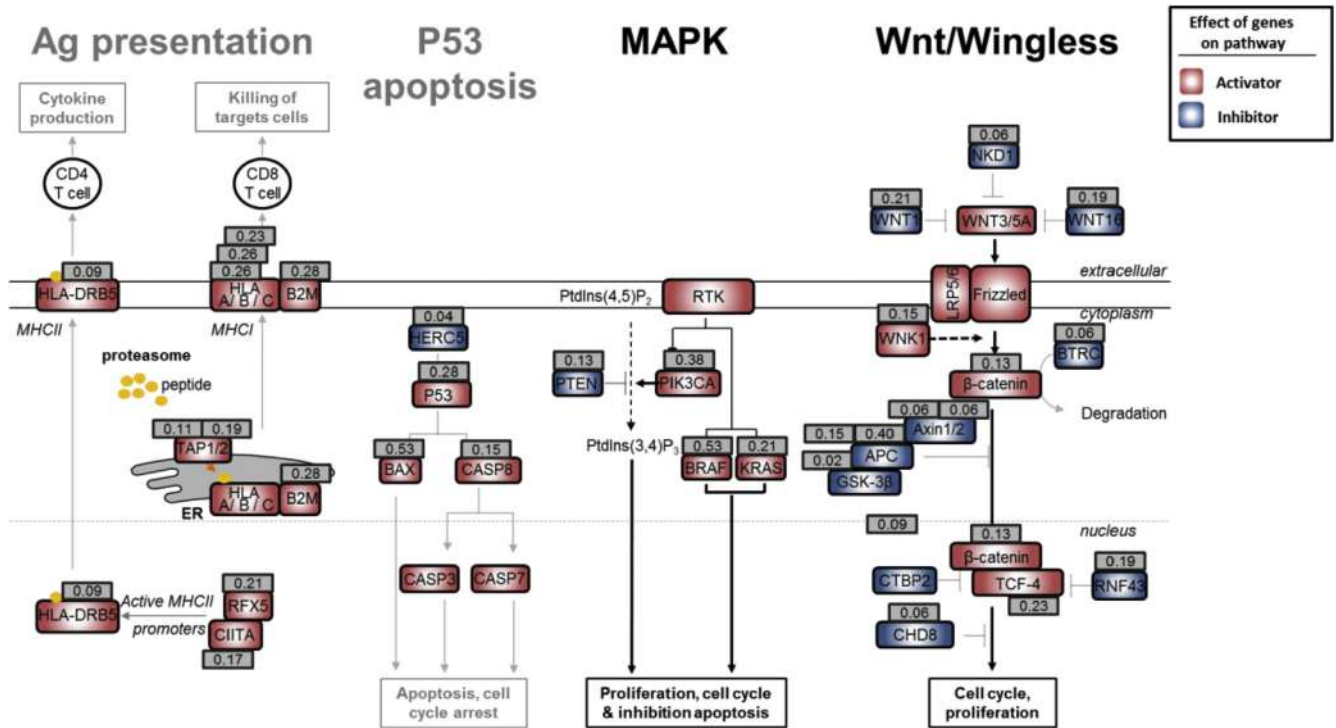 Ag presentation
P53
apoptosis
MAPK
Wnt/Wingless
Effect of genes
on pathway
Activator
Inhibitor
Cytokine
production
Killing of
targets cells
CD4
T cell
CD8
T cell
0.09
HLA-DRB5
MHCII
0.23
0.26
0.26
0.28
HLA
A/ B / C
B2M
MHCI
proteasome
peptide
0.11
0.19
TAP1/2
0.28
HLA
A/ B / C
B2M
ER
0.09
HLA-DRB5
Active MHCII
promoters
0.21
RFX5
CIITA
0.17
0.04
HERC5
0.28
P53
0.53
BAX
0.15
CASP8
CASP3
CASP7
Apoptosis, cell
cycle arrest
PtdIns(4,5)P2
RTK
0.13
PTEN
0.38
PIK3CA
PtdIns(3,4)P3
0.53
BRAF
0.21
KRAS
Proliferation, cell cycle
& inhibition apoptosis
0.06
NKD1
0.21
WNT1
WNT3/5A
0.19
WNT16
LRP5/6
Frizzled
extracellular
cytoplasm
0.15
WNK1
0.06
BTRC
0.13
β-catenin
Degradation
0.06
0.06
Axin1/2
0.15
0.40
APC
0.02
GSK-3β
0.09
nucleus
0.13
β-catenin
CTBP2
TCF-4
0.23
0.19
RNF43
0.06
CHD8
Cell cycle,
proliferation